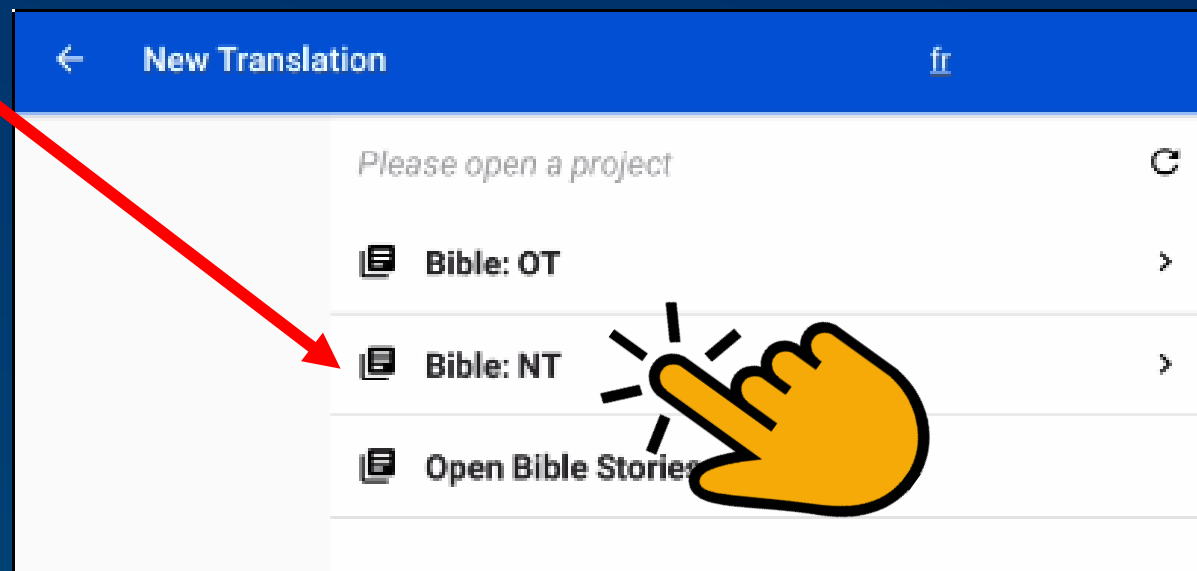 New Translation fr
Please open a project
Bible: OT
Bible: NT
Open Bible Stories